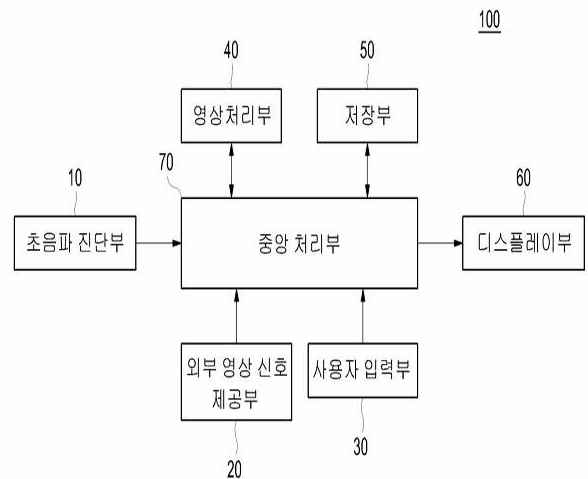 100
40
50
영상처리부
저장부
70
10
60
초음파 진단부
중앙 처리부
디스플레이부
외부 영상 신호
제공부
사용자 입력부
20
30